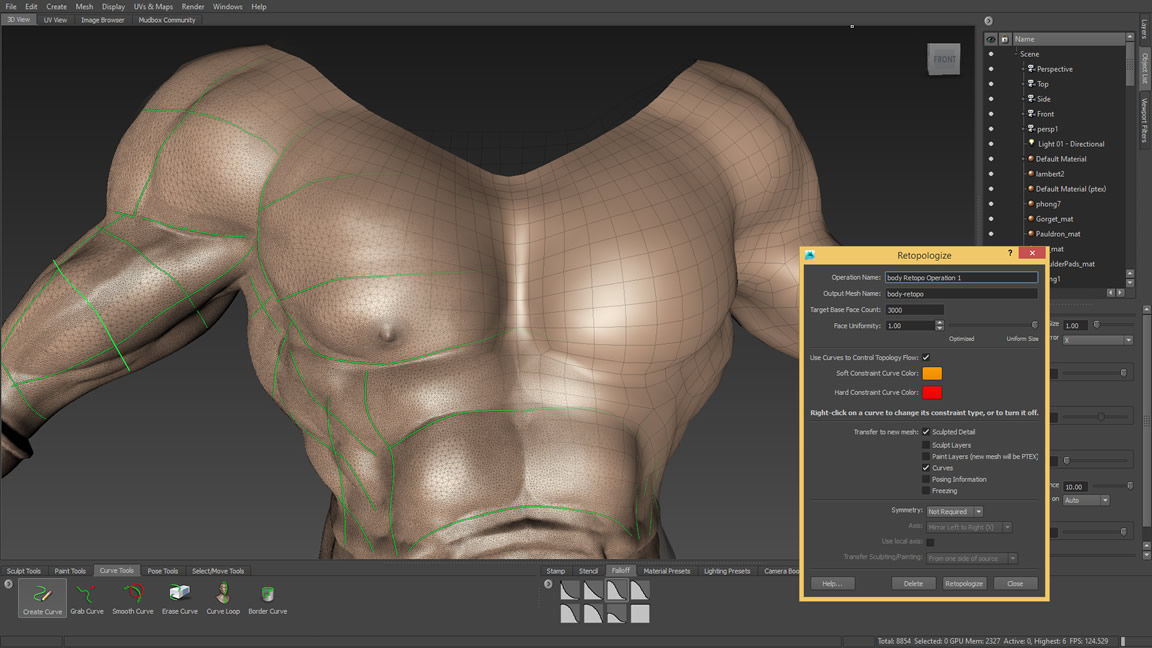 File Edit Create Mesh Display UVs & Maps Render Windows Help
3D View UV View Image Browser Mudbox Community
FRONT
Name
Scene
Perspective
Top
Side
Front
persp1
Light 01 - Directional
Default Material
lambert2
Default Material (ptex)
phong7
Gorget_mat
Pauldron_mat
_mat
ulderPads_mat
ng1
Layers
Object List
Viewport Filters
Retopologize ?
Operation Name: body Retopo Operation 1
Output Mesh Name: body-retopo
Target Base Face Count: 3000
Face Uniformity: 1.00
Optimized Uniform Size
Use Curves to Control Topology Flow:
Soft Constraint Curve Color:
Hard Constraint Curve Color:
Right-click on a curve to change its constraint type, or to turn it off.
Transfer to new mesh: Sculpted Detail
Sculpt Layers
Paint Layers (new mesh will be PTEX)
Curves
Posing Information
Freezing
Symmetry: Not Required
Axis: Mirror Left to Right (X)
Use local axis:
Transfer Sculpting/Painting: From one side of source
Help... Delete Retopologize Close
ize 1.00
ror X
nce 10.00
on Auto
Sculpt Tools Paint Tools Curve Tools Pose Tools Select/Move Tools
Create Curve Grab Curve Smooth Curve Erase Curve Curve Loop Border Curve
Stamp Stencil Falloff Material Presets Lighting Presets Camera Boo
Total: 8854 Selected: 0 GPU Mem: 2327 Active: 0, Highest: 6 FPS: 124.529